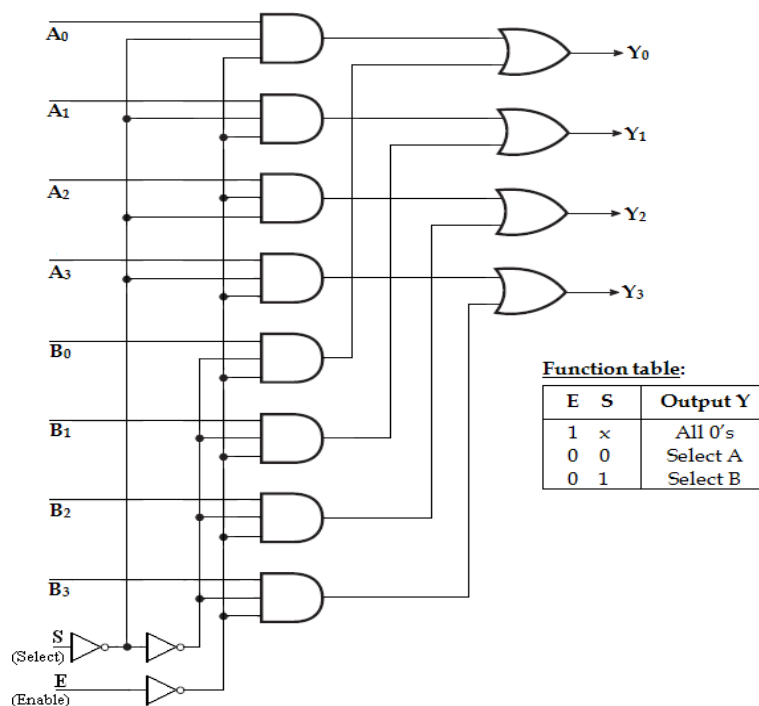 A0
Y0
A1
Y1
A2
Y2
A3
Y3
B0
Function table:
E S Output Y
1 x All 0's
0 0 Select A
0 1 Select B
B1
B2
B3
S
(Select)
E
(Enable)